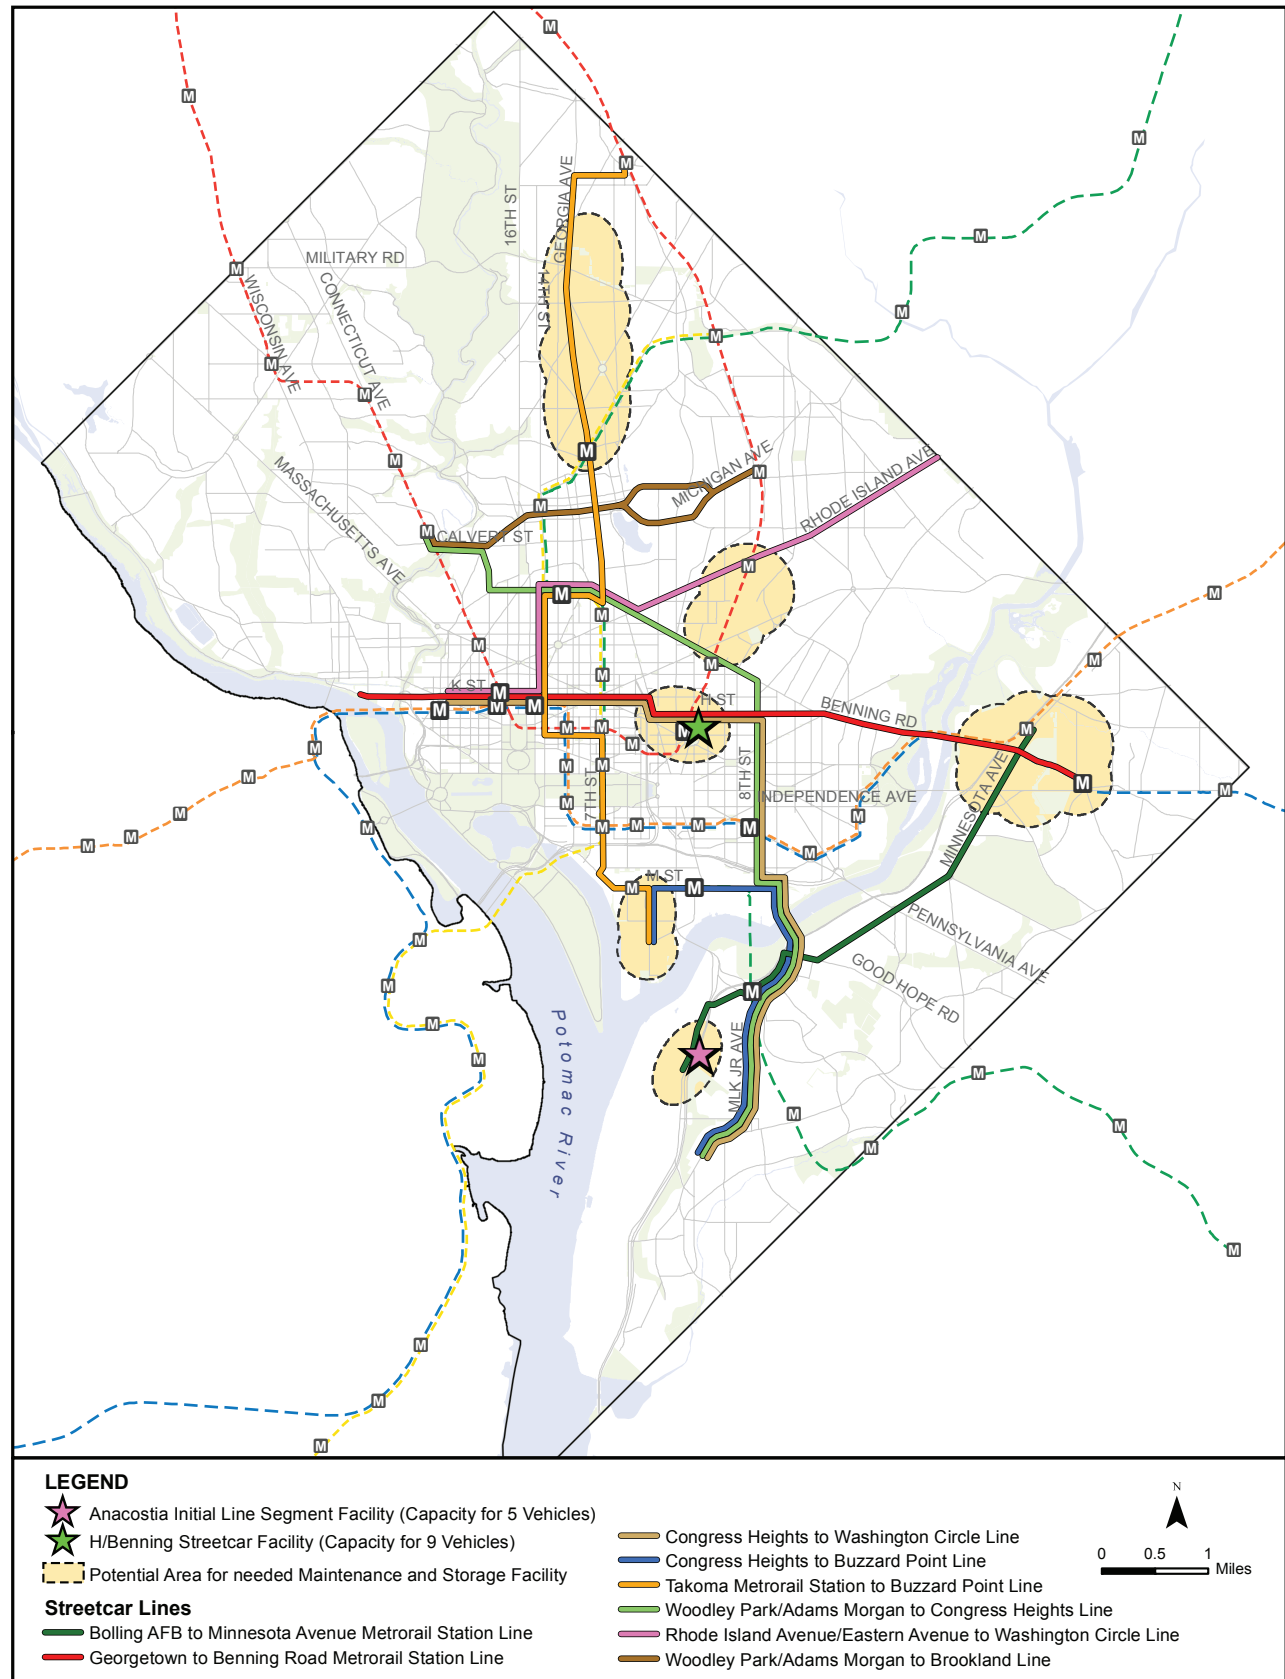 16TH ST
GEORGIA AVE
14TH ST
MILITARY RD
WISCONSIN AVE
CONNECTICUT AVE
MASSACHUSETTS AVE
MICHIGAN AVE
RHODE ISLAND AVE
CALVERT ST
K ST
H ST
BENNING RD
7TH ST
8TH ST
INDEPENDENCE AVE
MINNESOTA AVE
M ST
PENNSYLVANIA AVE
GOOD HOPE RD
MLK JR AVE
Potomac River
LEGEND
Anacostia Initial Line Segment Facility (Capacity for 5 Vehicles)
H/Benning Streetcar Facility (Capacity for 9 Vehicles)
Potential Area for needed Maintenance and Storage Facility
Streetcar Lines
Bolling AFB to Minnesota Avenue Metrorail Station Line
Georgetown to Benning Road Metrorail Station Line
Congress Heights to Washington Circle Line
Congress Heights to Buzzard Point Line
Takoma Metrorail Station to Buzzard Point Line
Woodley Park/Adams Morgan to Congress Heights Line
Rhode Island Avenue/Eastern Avenue to Washington Circle Line
Woodley Park/Adams Morgan to Brookland Line
N
0 0.5 1
Miles